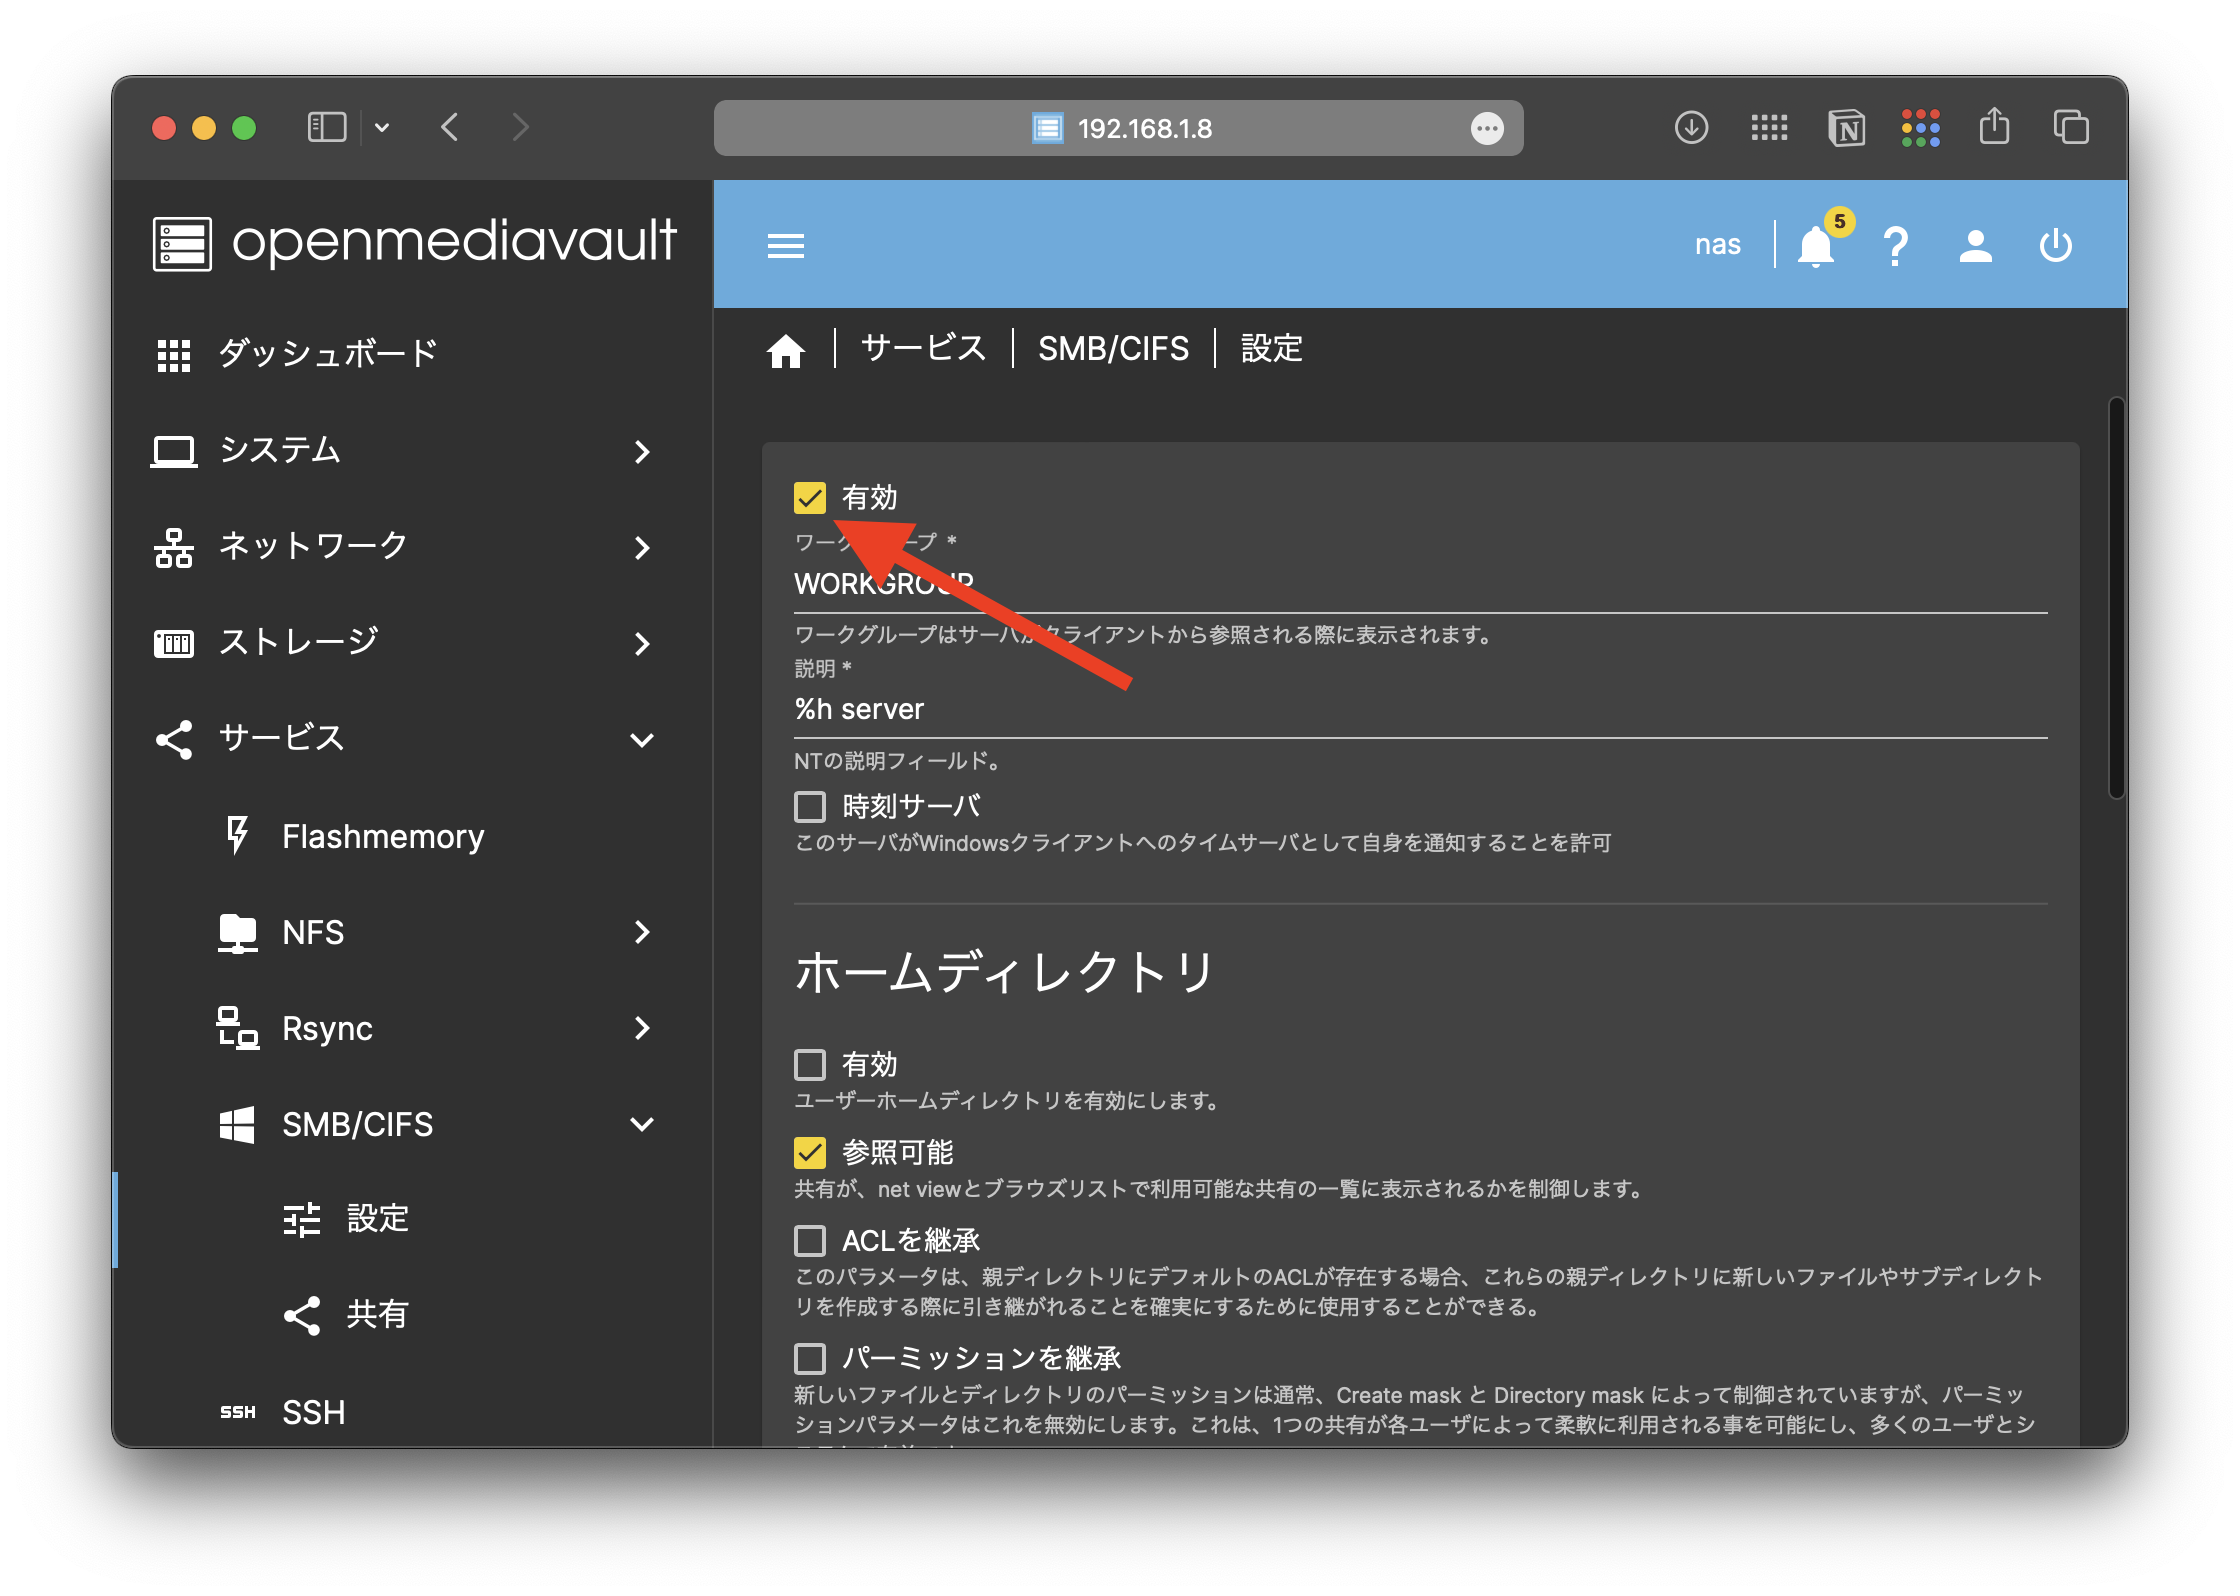 192.168.1.8
openmediavault
nas
5
ダッシュボード
システム
ネットワーク
ストレージ
サービス
Flashmemory
NFS
Rsync
SMB/CIFS
設定
共有
SSH SSH
サービス | SMB/CIFS | 設定
有効
ワークグループ *
WORKGROUP
ワークグループはサーバがクライアントから参照される際に表示されます。
説明 *
%h server
NTの説明フィールド。
時刻サーバ
このサーバがWindowsクライアントへのタイムサーバとして自身を通知することを許可
ホームディレクトリ
有効
ユーザーホームディレクトリを有効にします。
参照可能
共有が、net viewとブラウズリストで利用可能な共有の一覧に表示されるかを制御します。
ACLを継承
このパラメータは、親ディレクトリにデフォルトのACLが存在する場合、これらの親ディレクトリに新しいファイルやサブディレクト
リを作成する際に引き継がれることを確実にするために使用することができる。
パーミッションを継承
新しいファイルとディレクトリのパーミッションは通常、Create mask と Directory mask によって制御されていますが、パーミッ
ションパラメータはこれを無効にします。これは、1つの共有が各ユーザによって柔軟に利用される事を可能にし、多くのユーザとシ